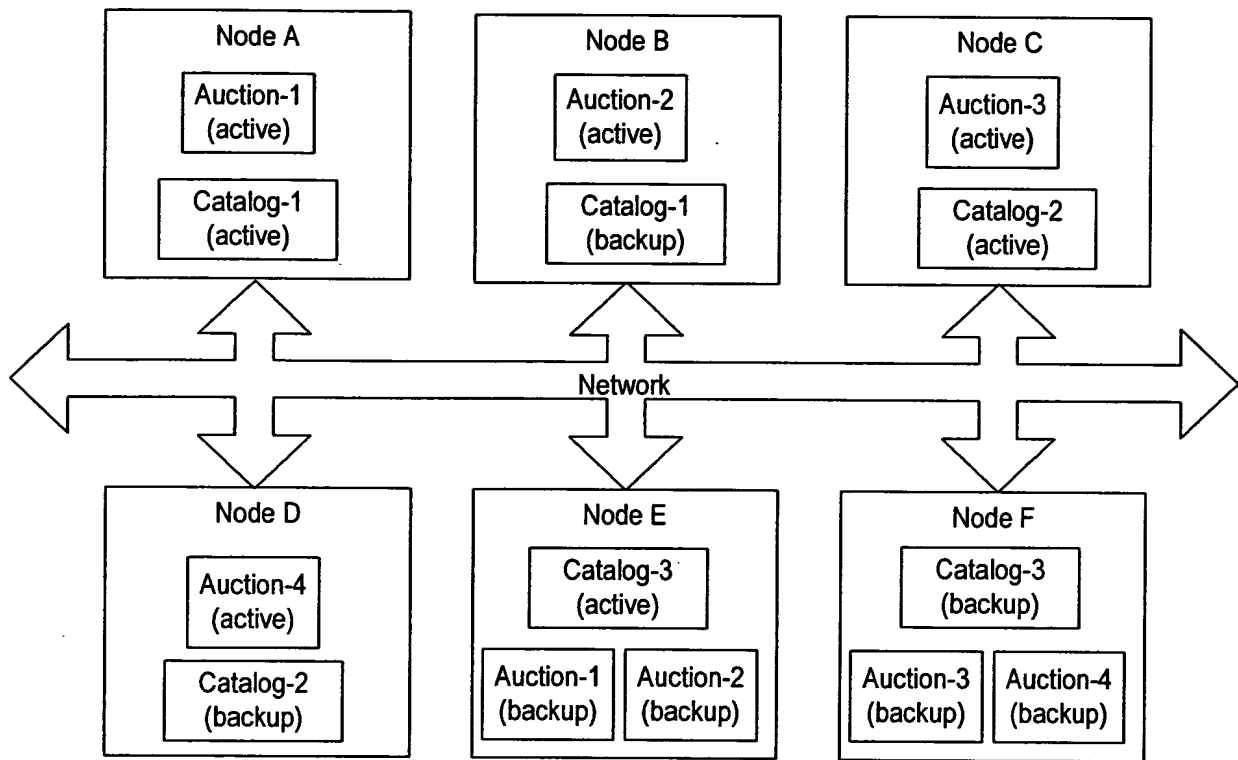 Node A
Auction-1
(active)
Catalog-1
(active)
Node B
Auction-2
(active)
Catalog-1
(backup)
Node C
Auction-3
(active)
Catalog-2
(active)
Network
Node D
Auction-4
(active)
Catalog-2
(backup)
Node E
Catalog-3
(active)
Auction-1
(backup)
Auction-2
(backup)
Node F
Catalog-3
(backup)
Auction-3
(backup)
Auction-4
(backup)